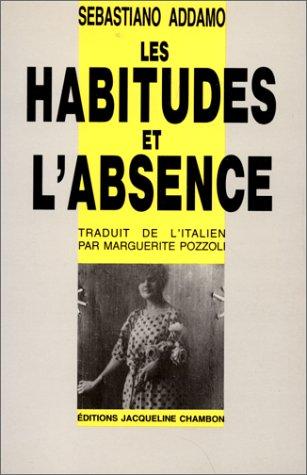 SEBASTIANO ADDAMO
LES
HABITUDES
ET
L'ABSENCE
TRADUIT DE L'ITALIEN
PAR MARGUERITE POZZOLI
ÉDITIONS JACQUELINE CHAMBON